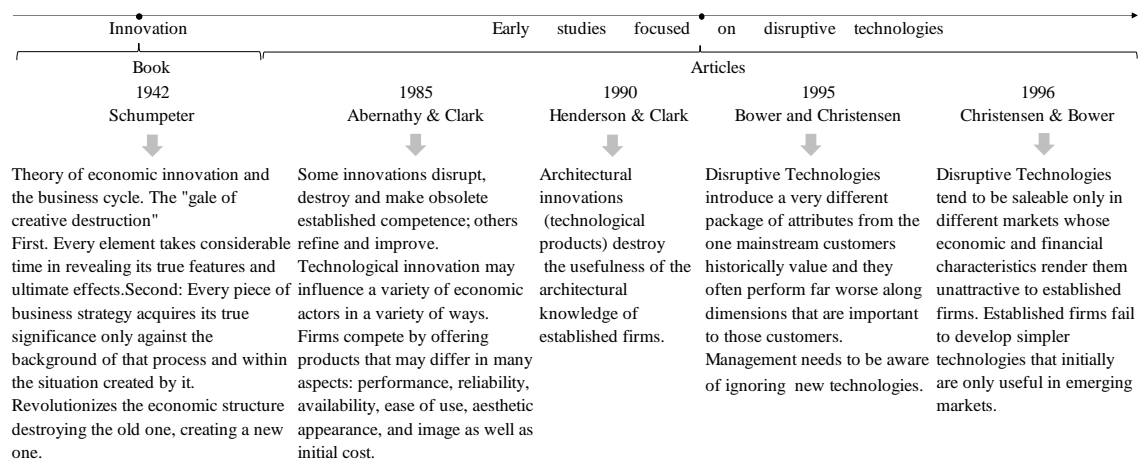 Innovation
Early studies focused on disruptive technologies
Book
Articles
1942
Schumpeter
Theory of economic innovation and
the business cycle. The "gale of
creative destruction"
First. Every element takes considerable
time in revealing its true features and
ultimate effects.Second: Every piece of
business strategy acquires its true
significance only against the
background of that process and within
the situation created by it.
Revolutionizes the economic structure
destroying the old one, creating a new
one.
1985
Abernathy & Clark
Some innovations disrupt,
destroy and make obsolete
established competence; others
refine and improve.
Technological innovation may
influence a variety of economic
actors in a variety of ways.
Firms compete by offering
products that may differ in many
aspects: performance, reliability,
availability, ease of use, aesthetic
appearance, and image as well as
initial cost.
1990
Henderson & Clark
Architectural
innovations
(technological
products) destroy
the usefulness of the
architectural
knowledge of
established firms.
1995
Bower and Christensen
Disruptive Technologies
introduce a very different
package of attributes from the
one mainstream customers
historically value and they
often perform far worse along
dimensions that are important
to those customers.
Management needs to be aware
of ignoring new technologies.
1996
Christensen & Bower
Disruptive Technologies
tend to be saleable only in
different markets whose
economic and financial
characteristics render them
unattractive to established
firms. Established firms fail
to develop simpler
technologies that initially
are only useful in emerging
markets.